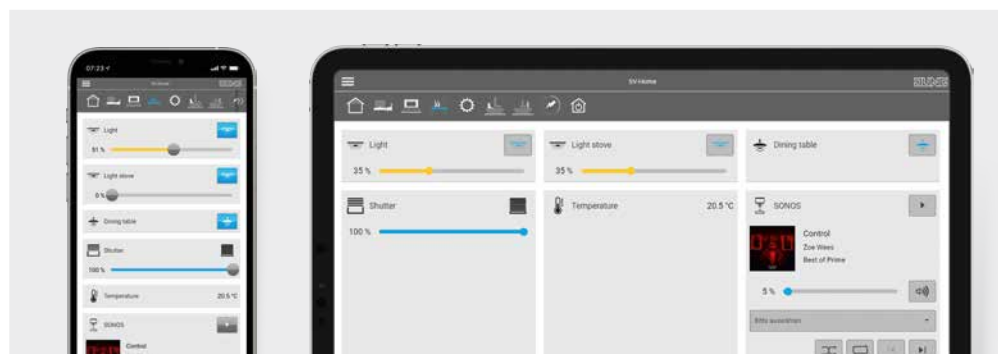 07:23
SV-Home
Light
51 %
Light stove
0 %
Dining table
Shutter
100 %
Temperature
20.5 °C
SONOS
Control
SV-Home
Light
35 %
Light stove
35 %
Dining table
Shutter
100 %
Temperature
20.5 °C
SONOS
Control
Zoe Wees
Best of Prime
5 %
Bitte auswählen